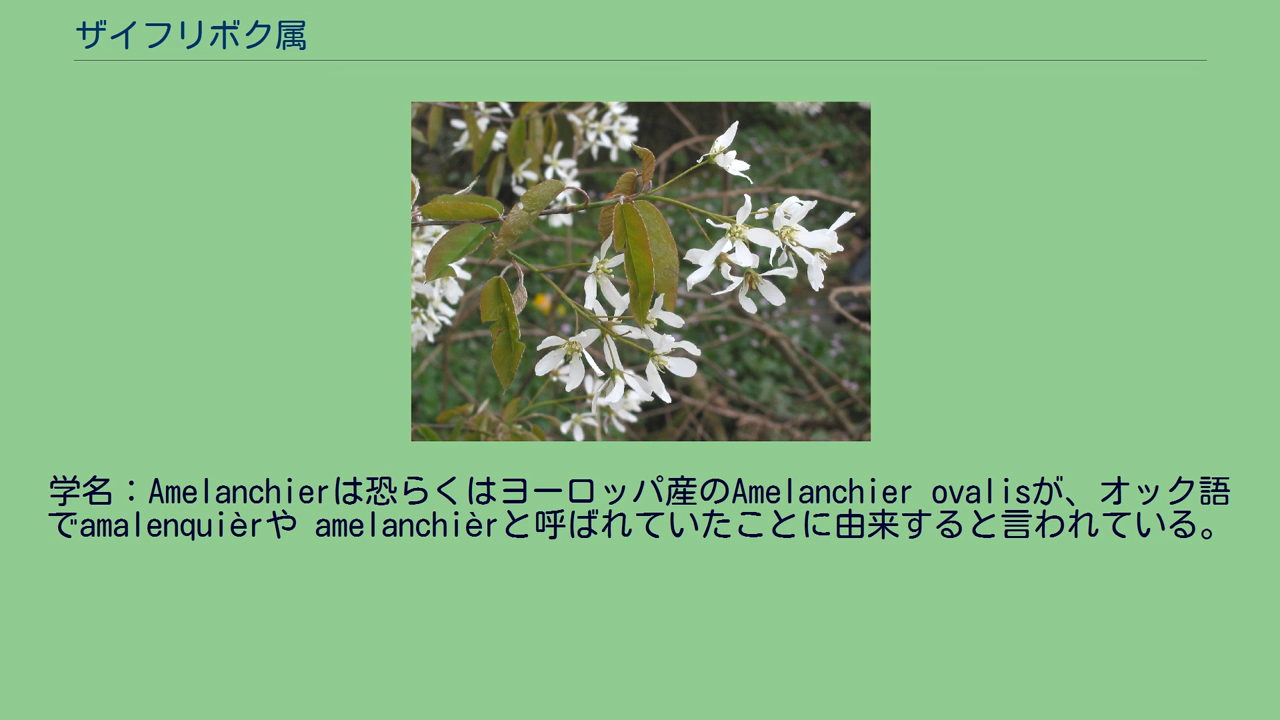 ザイフリボク属
学名：Amelanchierは恐らくはヨーロッパ産のAmelanchier ovalisが、オック語
でamalenquièrや amelanchièrと呼ばれていたことに由来すると言われている。